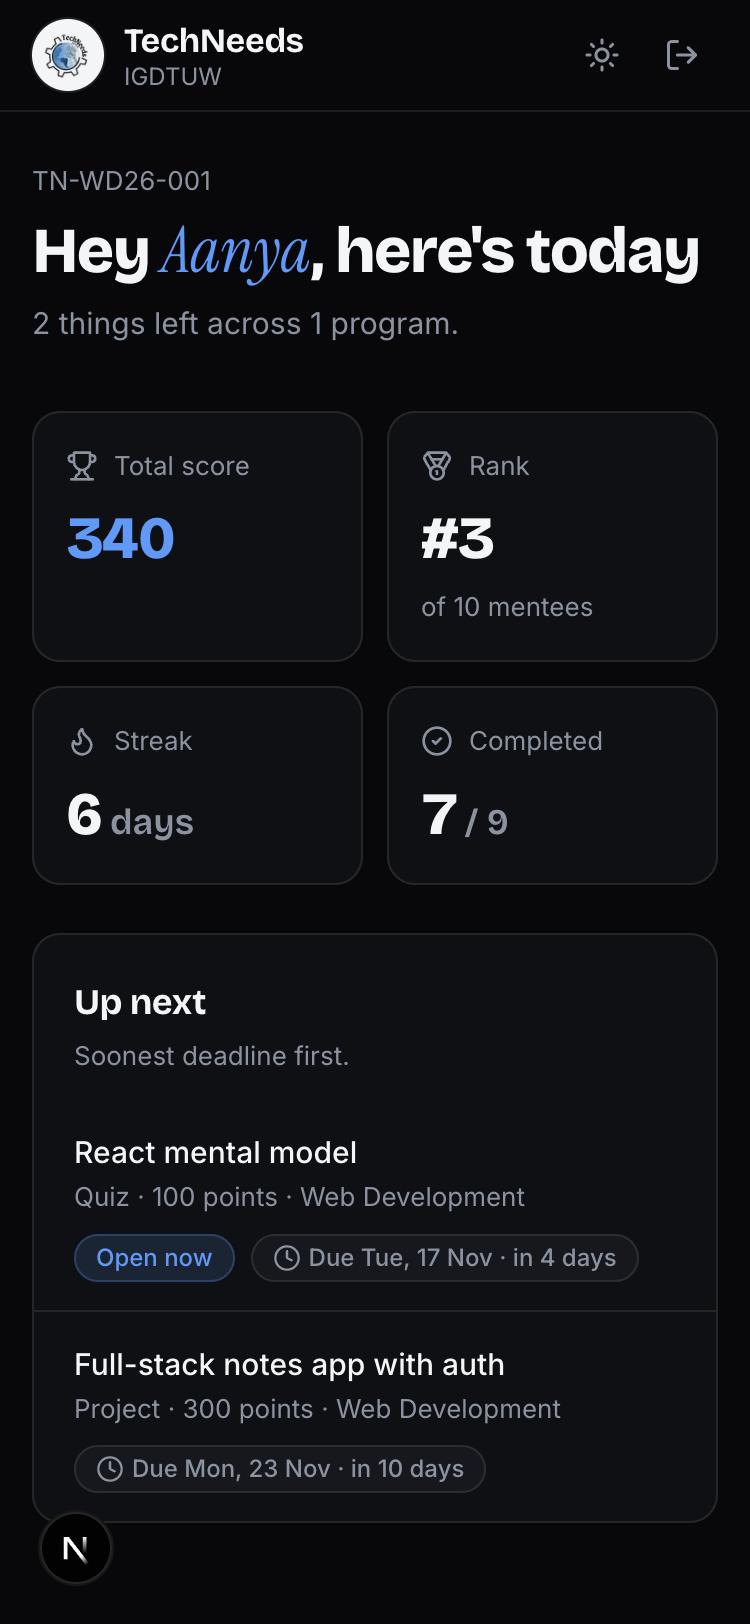 TechNeeds
TechNeeds
IGDTUW
TN-WD26-001
Hey Aanya, here's today
2 things left across 1 program.
Total score
340
Rank
#3
of 10 mentees
Streak
6 days
Completed
7 / 9
Up next
Soonest deadline first.
React mental model
Quiz · 100 points · Web Development
Open now
Due Tue, 17 Nov · in 4 days
Full-stack notes app with auth
Project · 300 points · Web Development
Due Mon, 23 Nov · in 10 days
N